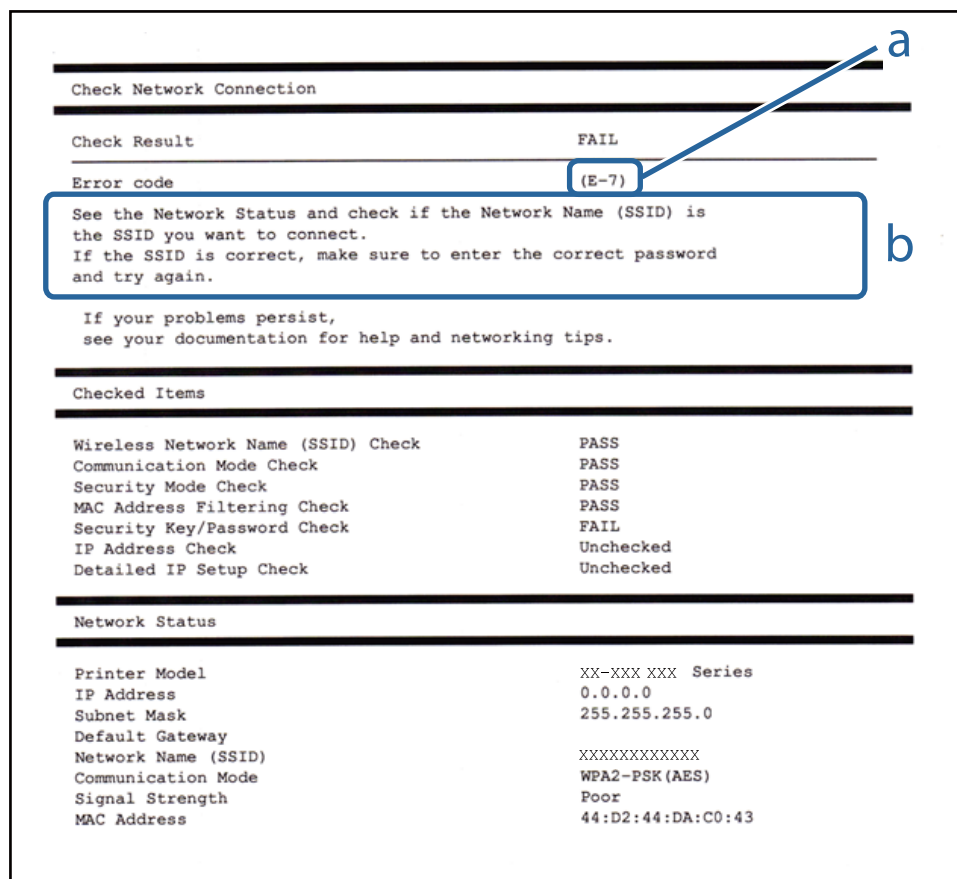 a
Check Network Connection
Check Result FAIL
Error code (E-7)
See the Network Status and check if the Network Name (SSID) is
the SSID you want to connect.
If the SSID is correct, make sure to enter the correct password
and try again.
b
If your problems persist,
see your documentation for help and networking tips.
Checked Items
Wireless Network Name (SSID) Check PASS
Communication Mode Check PASS
Security Mode Check PASS
MAC Address Filtering Check PASS
Security Key/Password Check FAIL
IP Address Check Unchecked
Detailed IP Setup Check Unchecked
Network Status
Printer Model XX-XXX XXX Series
IP Address 0.0.0.0
Subnet Mask 255.255.255.0
Default Gateway
Network Name (SSID) XXXXXXXXXXXX
Communication Mode WPA2-PSK(AES)
Signal Strength Poor
MAC Address 44:D2:44:DA:C0:43